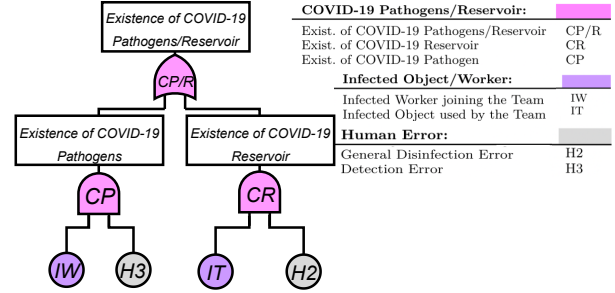 Existence of COVID-19
Pathogens/Reservoir
CP/R
Existence of COVID-19
Pathogens
Existence of COVID-19
Reservoir
CP
CR
IW
H3
IT
H2
COVID-19 Pathogens/Reservoir:
Exist. of COVID-19 Pathogens/Reservoir CP/R
Exist. of COVID-19 Reservoir CR
Exist. of COVID-19 Pathogen CP
Infected Object/Worker:
Infected Worker joining the Team IW
Infected Object used by the Team IT
Human Error:
General Disinfection Error H2
Detection Error H3